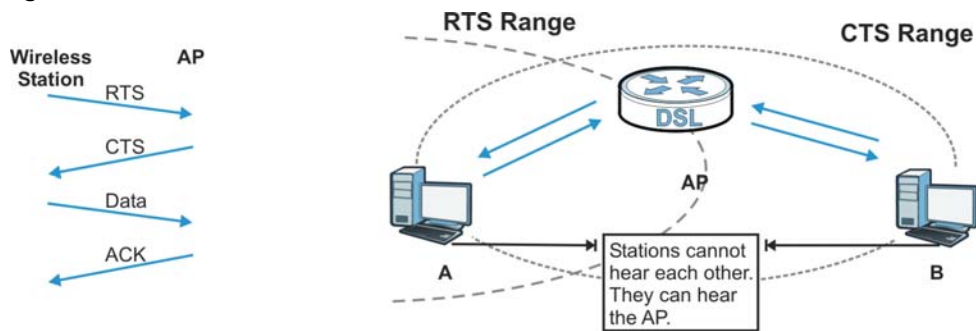 Wireless
Station
AP
RTS
CTS
Data
ACK
RTS Range
CTS Range
DSL
AP
A
B
Stations cannot
hear each other.
They can hear
the AP.